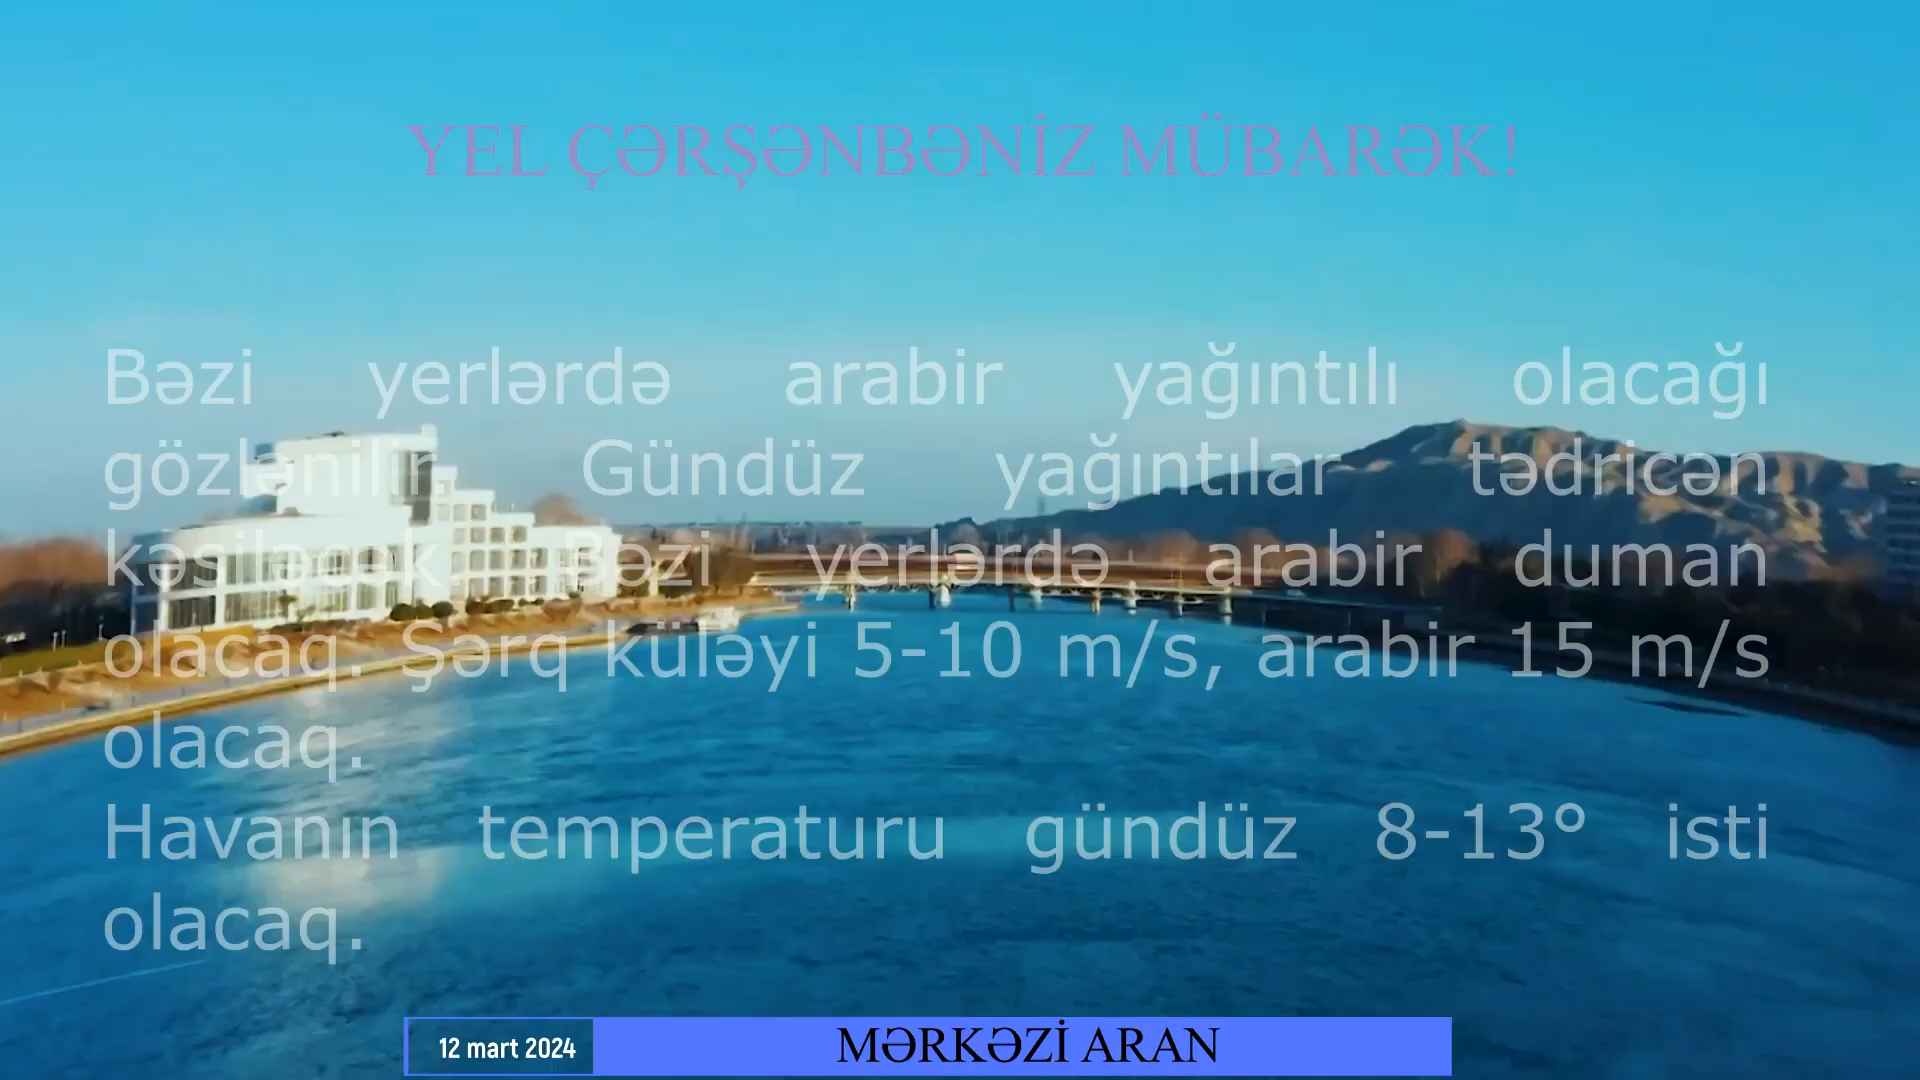 YEL ÇƏRŞƏNBƏNİZ MÜBARƏK!
Bəzi yerlərdə arabir yağıntılı olacağı
gözlənilir. Gündüz yağıntılar tədricən
kəsiləcək. Bəzi yerlərdə arabir duman
olacaq. Şərq küləyi 5-10 m/s, arabir 15 m/s
olacaq.
Havanın temperaturu gündüz 8-13° isti
olacaq.
12 mart 2024 MƏRKƏZİ ARAN